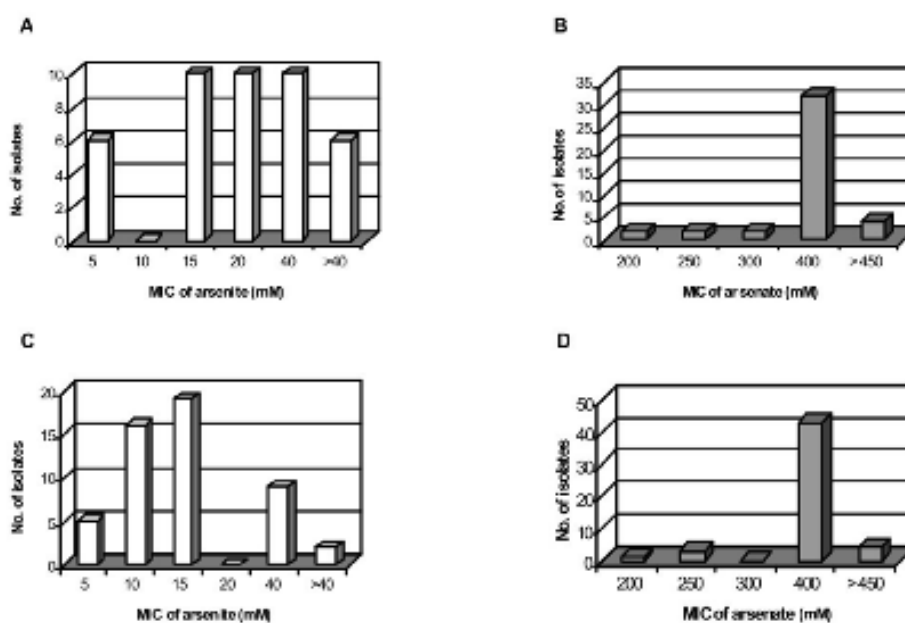 A
10
8
6
4
2
0
No. of isolates
5 10 15 20 40 >40
MIC of arsenite (mM)
B
35
30
25
20
15
10
5
0
No. of isolates
200 250 300 400 >450
MIC of arsenate (mM)
C
20
15
10
5
0
No. of isolates
5 10 15 20 40 >40
MIC of arsenite (mM)
D
50
40
30
20
10
0
No. of isolates
200 250 300 400 >450
MIC of arsenate (mM)